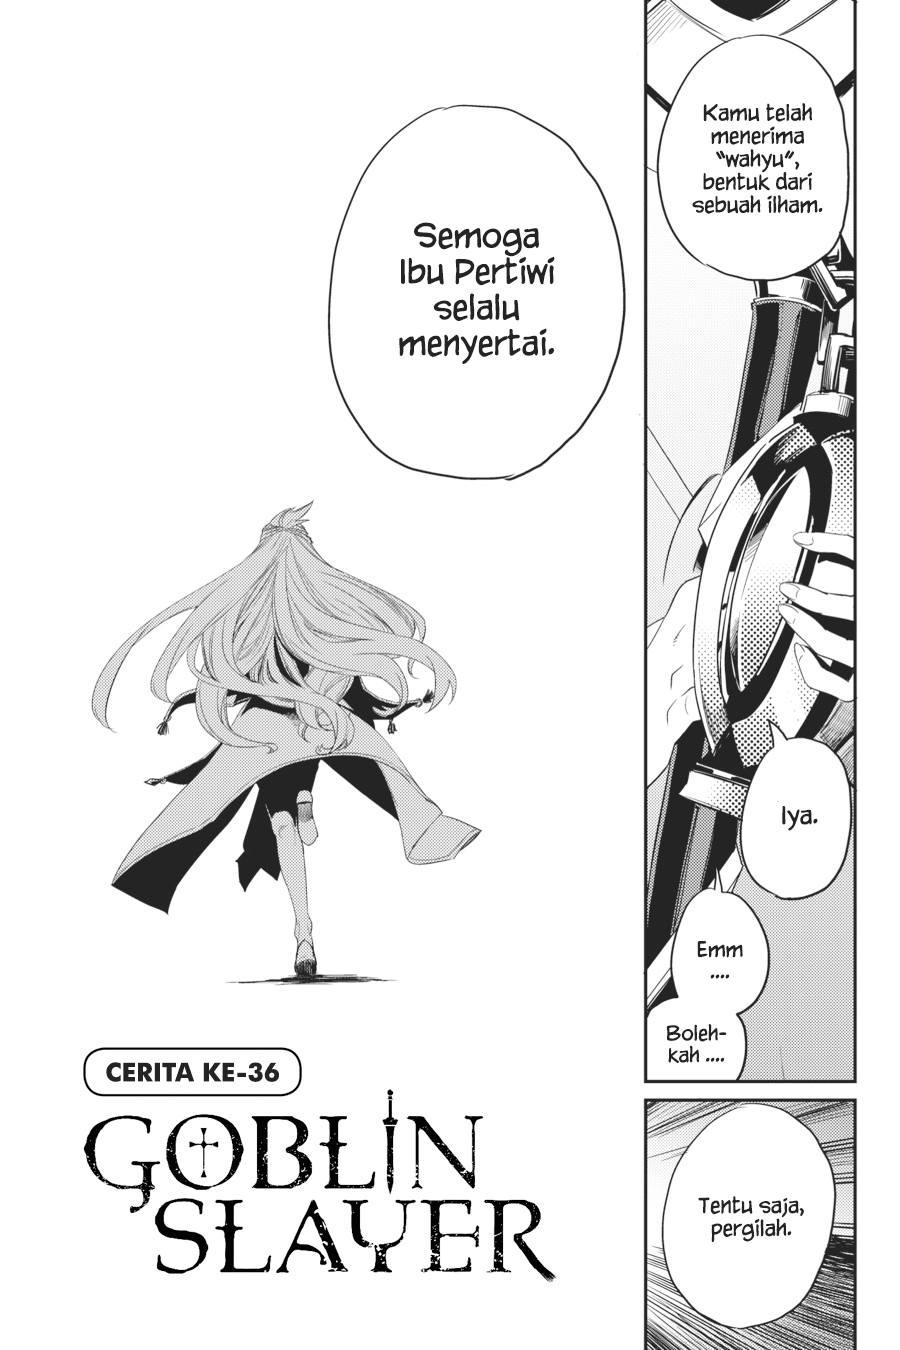 Kamu telah
menerima
“wahyu”,
bentuk dari
sebuah ilham.
Iya.
Emm
....
Boleh-
kah ....
Tentu saja,
pergilah.
Semoga
Ibu Pertiwi
selalu
menyertai.
CERITA KE-36
GOBLIN
SLAYER